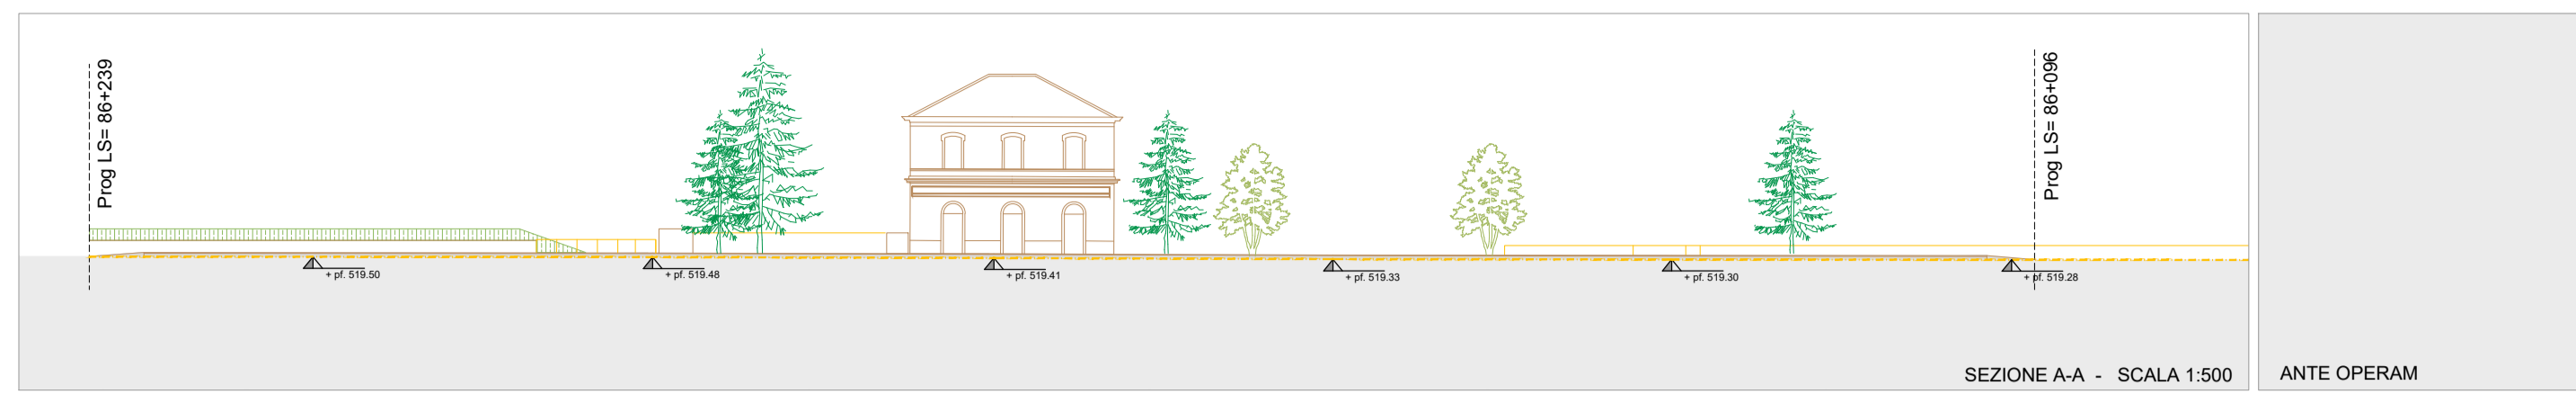 Prog LS= 86+239
Prog LS= 86+096
+ pf. 519.50
+ pf. 519.48
+ pf. 519.41
+ pf. 519.33
+ pf. 519.30
+ pf. 519.28
SEZIONE A-A - SCALA 1:500
ANTE OPERAM